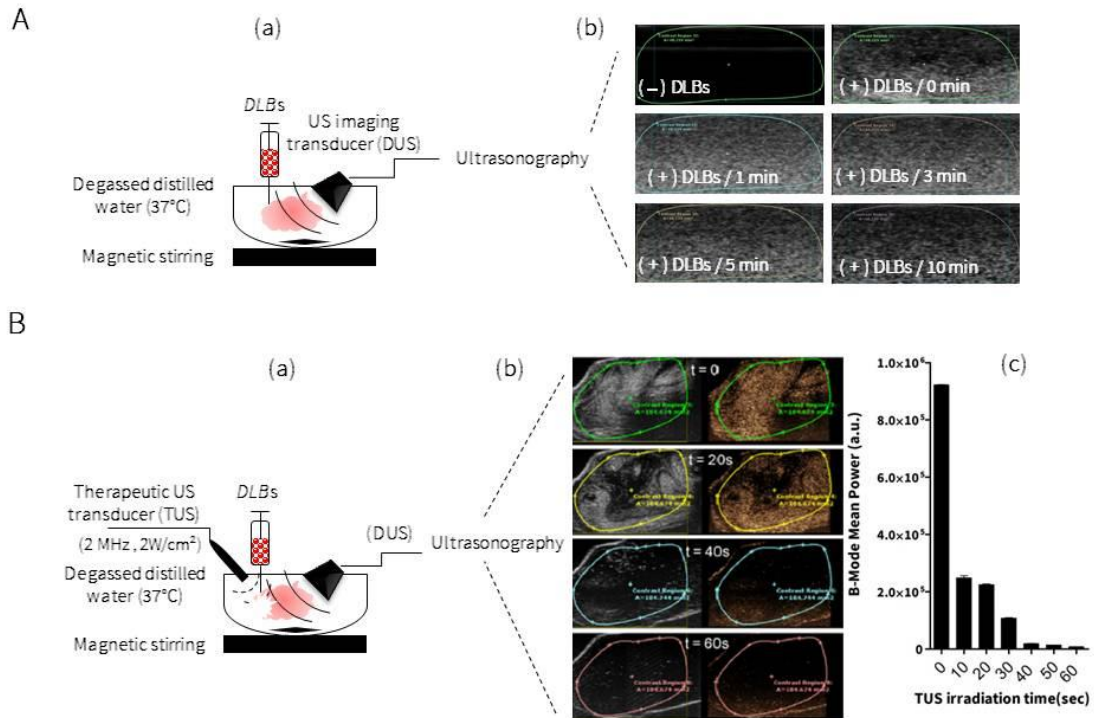 A
(a)
(b)
DLBs
US imaging
transducer (DUS)
Degassed distilled
water (37°C)
Magnetic stirring
Ultrasonography
(−) DLBs
(+) DLBs / 0 min
(+) DLBs / 1 min
(+) DLBs / 3 min
(+) DLBs / 5 min
(+) DLBs / 10 min
B
(a)
(b)
(c)
Therapeutic US
transducer (TUS)
(2 MHz , 2W/cm²)
DLBs
(DUS)
Degassed distilled
water (37°C)
Magnetic stirring
Ultrasonography
t = 0
t = 20s
t = 40s
t = 60s
B-Mode Mean Power (a.u.)
1.0×10⁶
8.0×10⁵
6.0×10⁵
4.0×10⁵
2.0×10⁵
0
0 10 20 30 40 50 60
TUS irradiation time(sec)